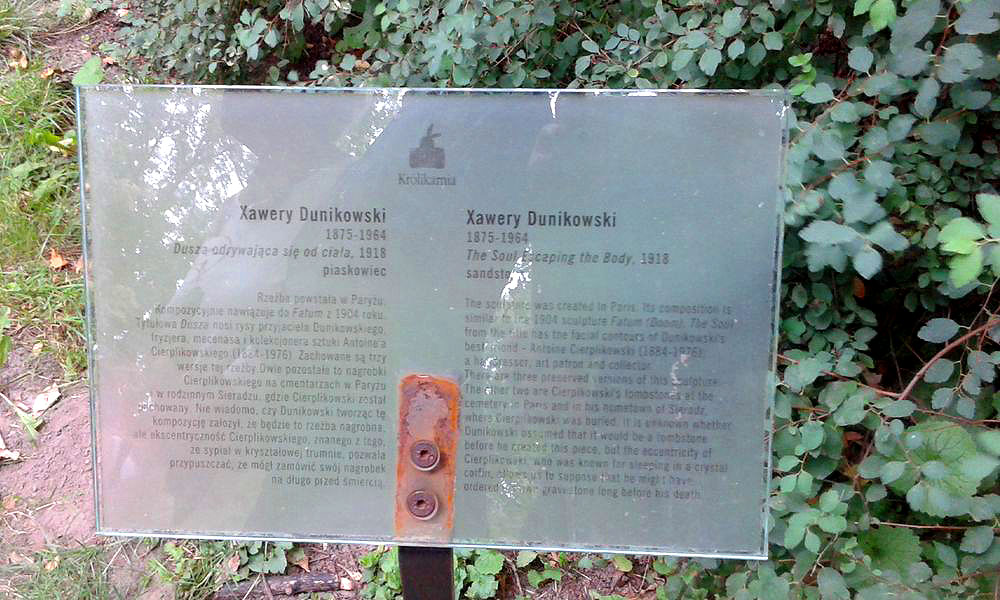 Królikarnia
Xawery Dunikowski
1875-1964
Dusza odrywająca się od ciała, 1918
piaskowiec
Rzeźba powstała w Paryżu.
Kompozycyjnie nawiązuje do Fatum z 1904 roku.
Tytułowa Dusza nosi rysy przyjaciela Dunikowskiego,
fryzjera, mecenasa i kolekcjonera sztuki Antoine'a
Cierplikowskiego (1884-1976). Zachowane są trzy
wersje tej rzeźby. Dwie pozostałe to nagrobki
Cierplikowskiego na cmentarzach w Paryżu
w rodzinnym Sieradzu, gdzie Cierplikowski został
pochowany. Nie wiadomo, czy Dunikowski tworząc tę
kompozycję założył, że będzie to rzeźba nagrobna,
ale ekscentryczność Cierplikowskiego, znanego z tego,
że sypiał w kryształowej trumnie, pozwala
przypuszczać, że mógł zamówić swój nagrobek
na długo przed śmiercią.
Xawery Dunikowski
1875-1964
The Soul Escaping the Body, 1918
sandstone
The sculpture was created in Paris. Its composition is
similar to the 1904 sculpture Fatum (Doom). The Soul
from the title has the facial contours of Dunikowski's
best friend – Antoine Cierplikowski (1884-1976);
a hairdresser, art patron and collector.
There are three preserved versions of this sculpture.
The other two are Cierplikowski's tombstones at the
cemetery in Paris and in his hometown of Sieradz,
where Cierplikowski was buried. It is unknown whether
Dunikowski assumed that it would be a tombstone
before he created this piece, but the eccentricity of
Cierplikowski, who was known for sleeping in a crystal
coffin, allows us to suppose that he might have
ordered his own gravestone long before his death.